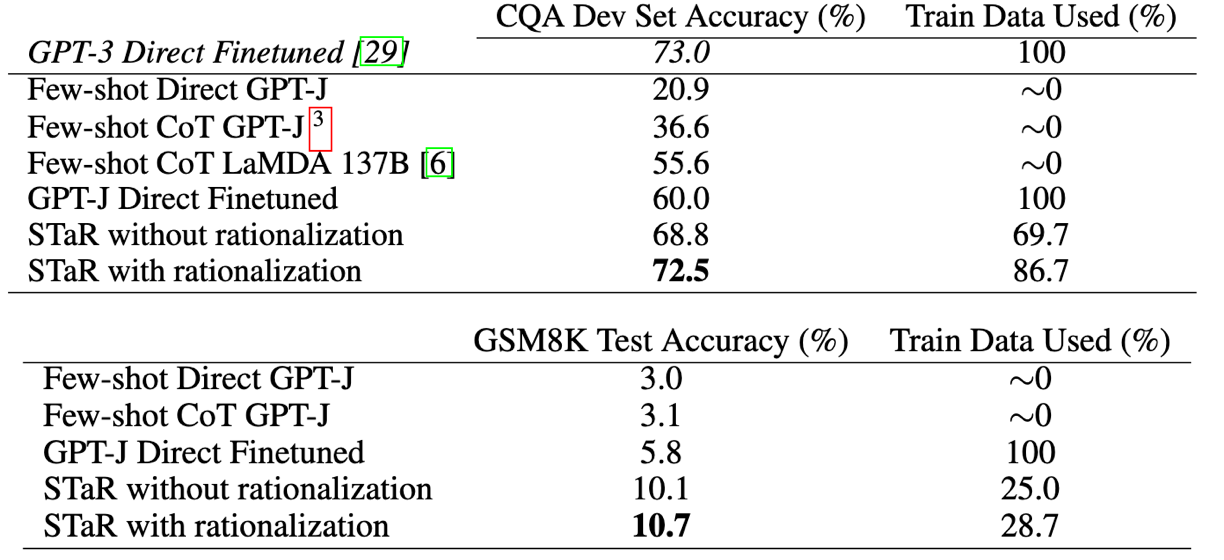 CQA Dev Set Accuracy (%) Train Data Used (%)
GPT-3 Direct Finetuned [29] 73.0 100
Few-shot Direct GPT-J 20.9 ~0
Few-shot CoT GPT-J 3 36.6 ~0
Few-shot CoT LaMDA 137B [6] 55.6 ~0
GPT-J Direct Finetuned 60.0 100
STaR without rationalization 68.8 69.7
STaR with rationalization 72.5 86.7
GSM8K Test Accuracy (%) Train Data Used (%)
Few-shot Direct GPT-J 3.0 ~0
Few-shot CoT GPT-J 3.1 ~0
GPT-J Direct Finetuned 5.8 100
STaR without rationalization 10.1 25.0
STaR with rationalization 10.7 28.7